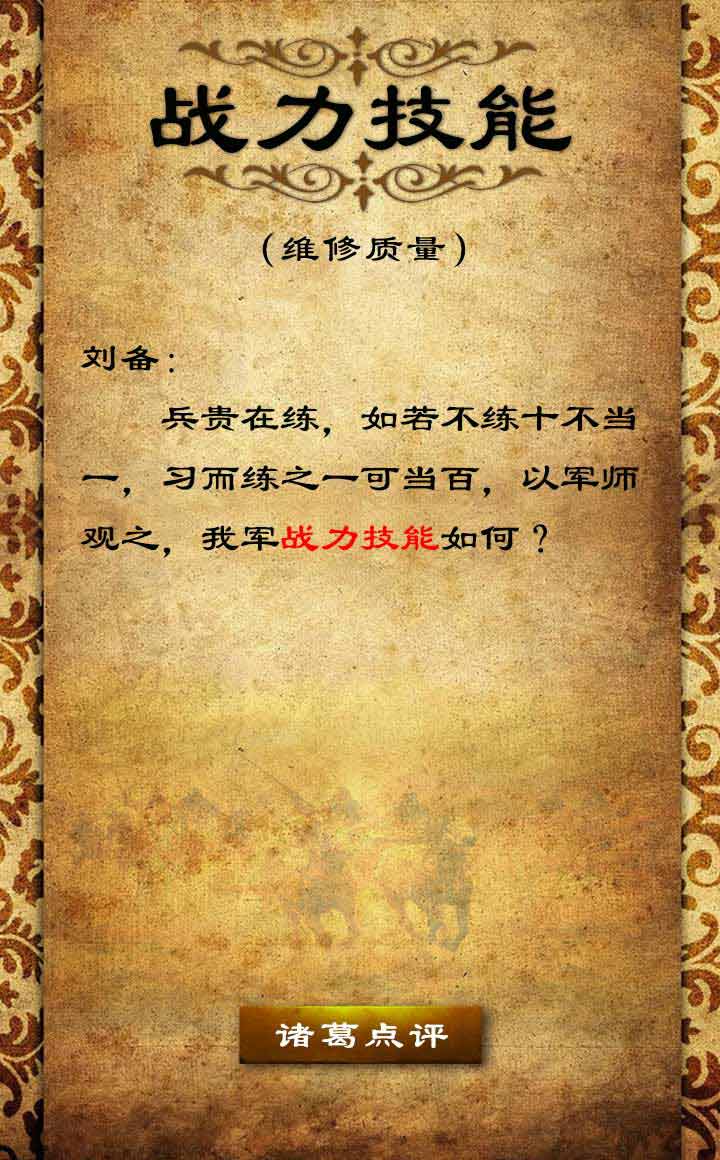 战力技能
（维修质量）
刘备：
兵贵在练，如若不练十不当
一，习而练之一可当百，以军师
观之，我军战力技能如何？
诸葛点评